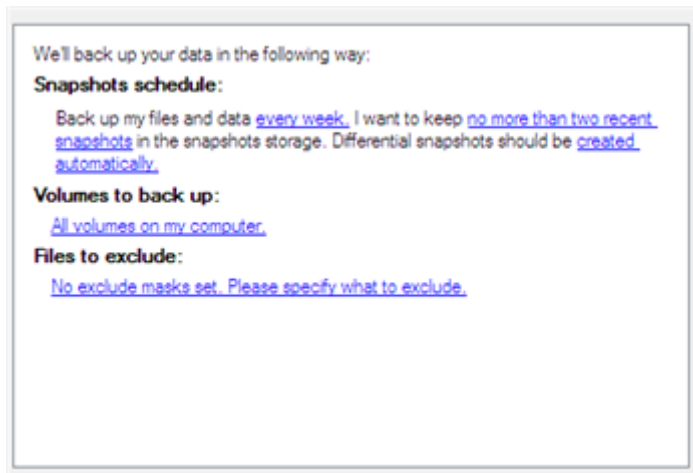 We'll back up your data in the following way:
Snapshots schedule:
Back up my files and data every week. I want to keep no more than two recent
snapshots in the snapshots storage. Differential snapshots should be created
automatically.
Volumes to back up:
All volumes on my computer.
Files to exclude:
No exclude masks set. Please specify what to exclude.